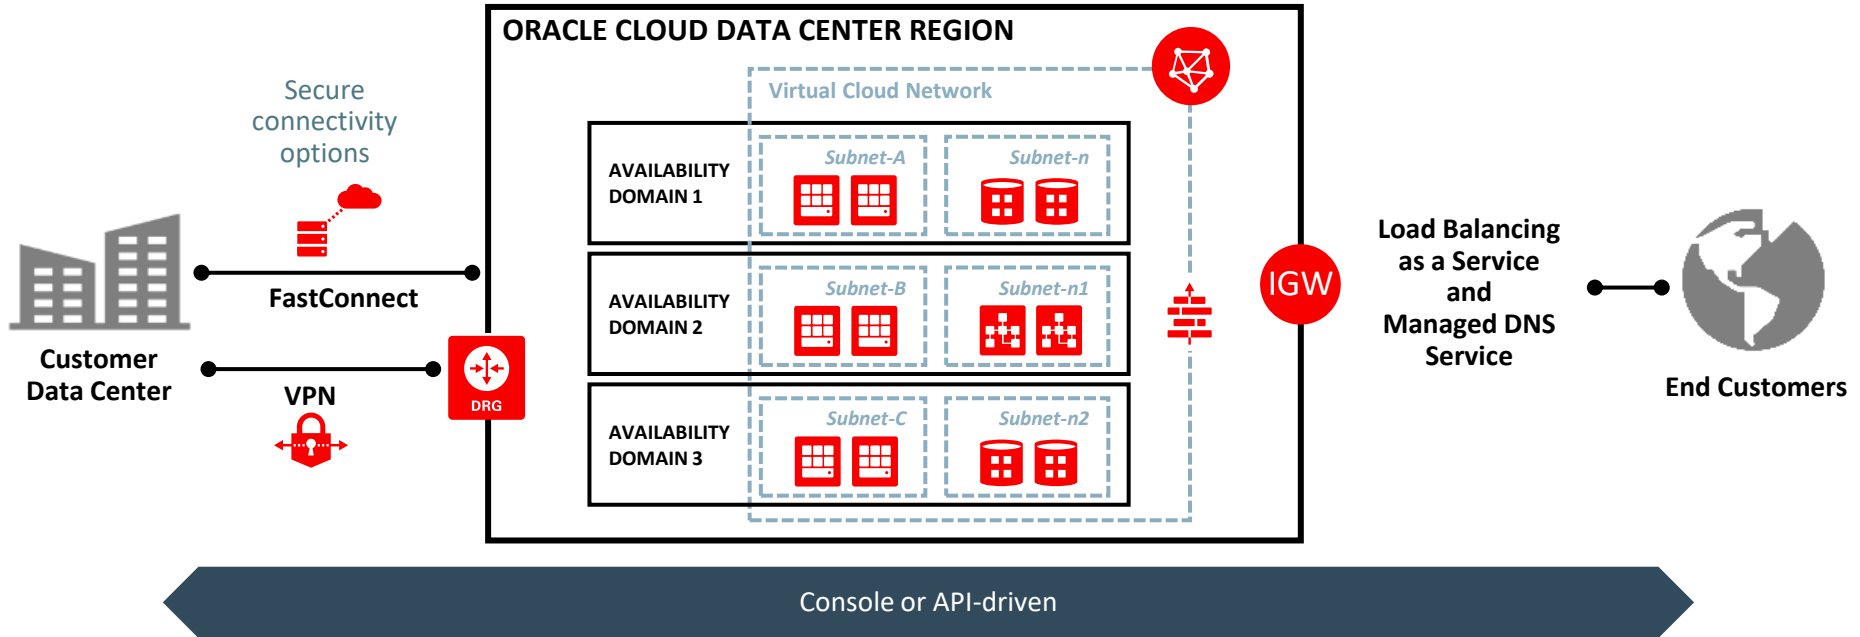 ORACLE CLOUD DATA CENTER REGION
Secure
connectivity
options
Virtual Cloud Network
AVAILABILITY
DOMAIN 1
Subnet-A
Subnet-n
FastConnect
AVAILABILITY
DOMAIN 2
Subnet-B
Subnet-n1
IGW
Load Balancing
as a Service
and
Managed DNS
Service
Customer
Data Center
VPN
DRG
AVAILABILITY
DOMAIN 3
Subnet-C
Subnet-n2
End Customers
Console or API-driven